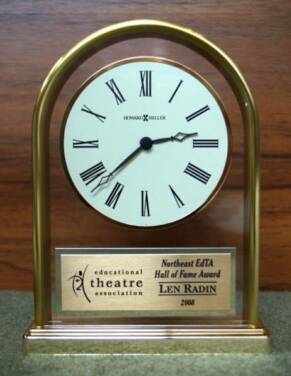 XII
I
II
III
IIII
V
VI
VII
VIII
IX
X
XI
HOWARD MILLER
educational
theatre
association
Northeast EdTA
Hall of Fame Award
LEN RADIN
2008